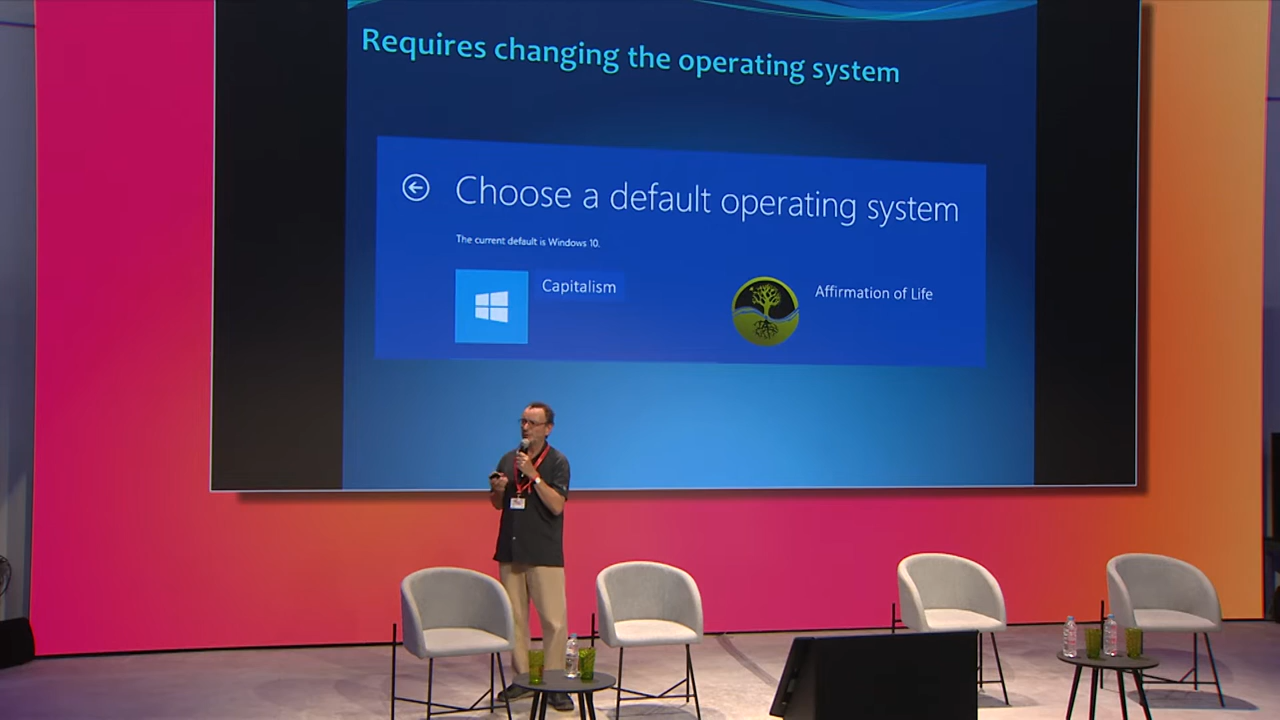 Requires changing the operating system
Choose a default operating system
The current default is Windows 10.
Capitalism
Affirmation of Life